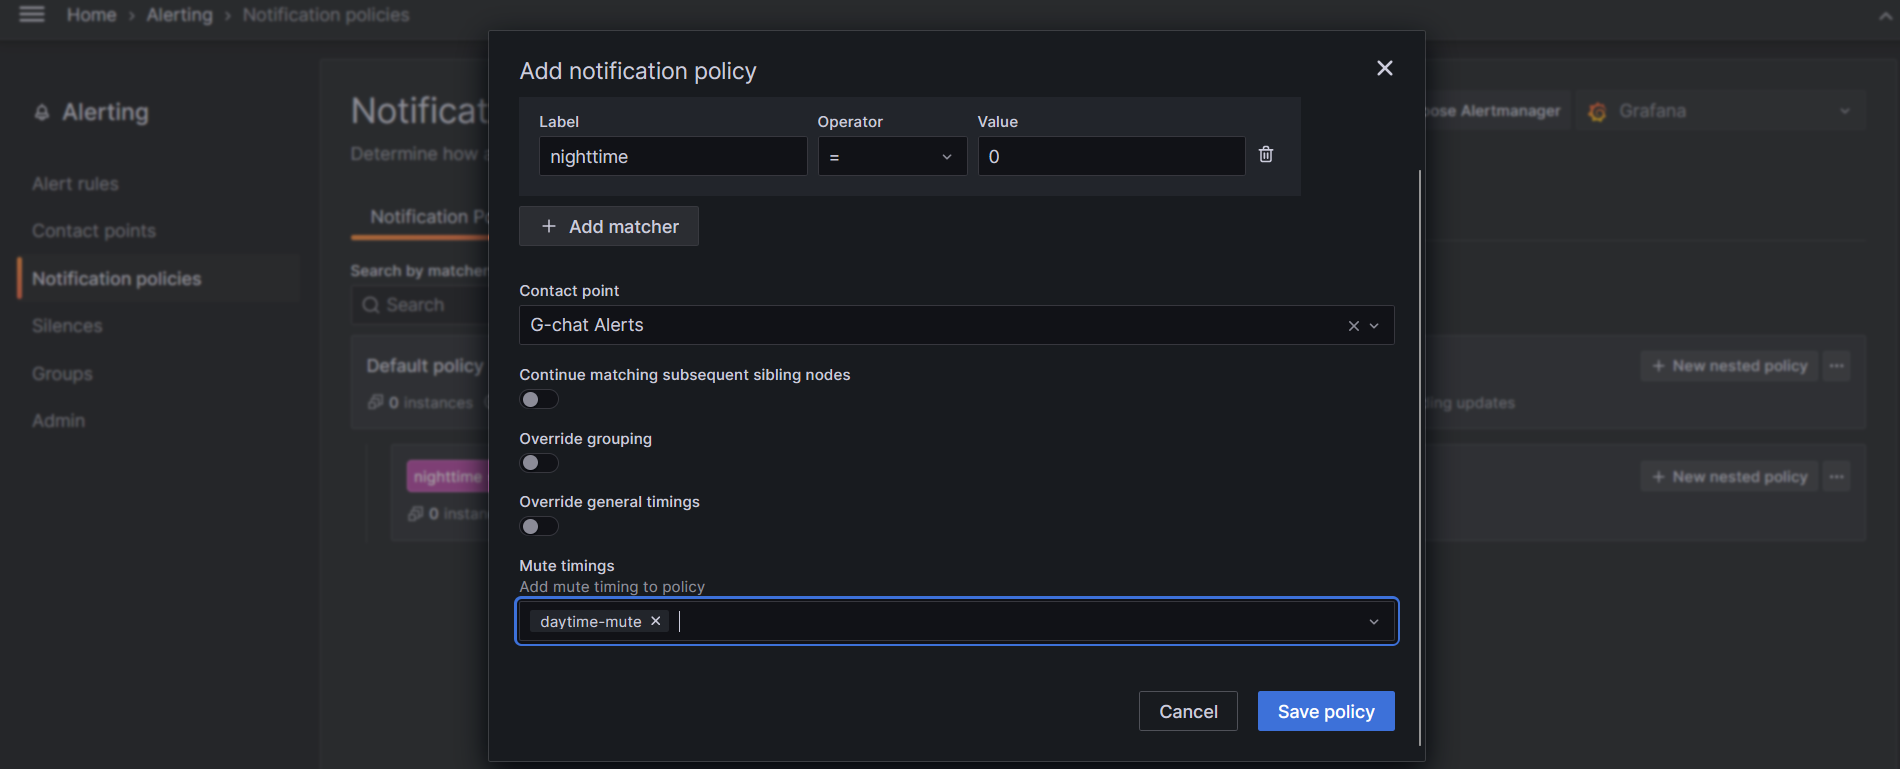 Home › Alerting › Notification policies
Alerting
Alert rules
Contact points
Notification policies
Silences
Groups
Admin
Notificat
Determine how a
Notification Po
Search by matcher
Search
Default policy
0 instances
nighttime
0 instan
Add notification policy
Label Operator Value
nighttime = 0
+ Add matcher
Contact point
G-chat Alerts
Continue matching subsequent sibling nodes
Override grouping
Override general timings
Mute timings
Add mute timing to policy
daytime-mute
Cancel Save policy
ose Alertmanager Grafana
+ New nested policy ...
ing updates
+ New nested policy ...